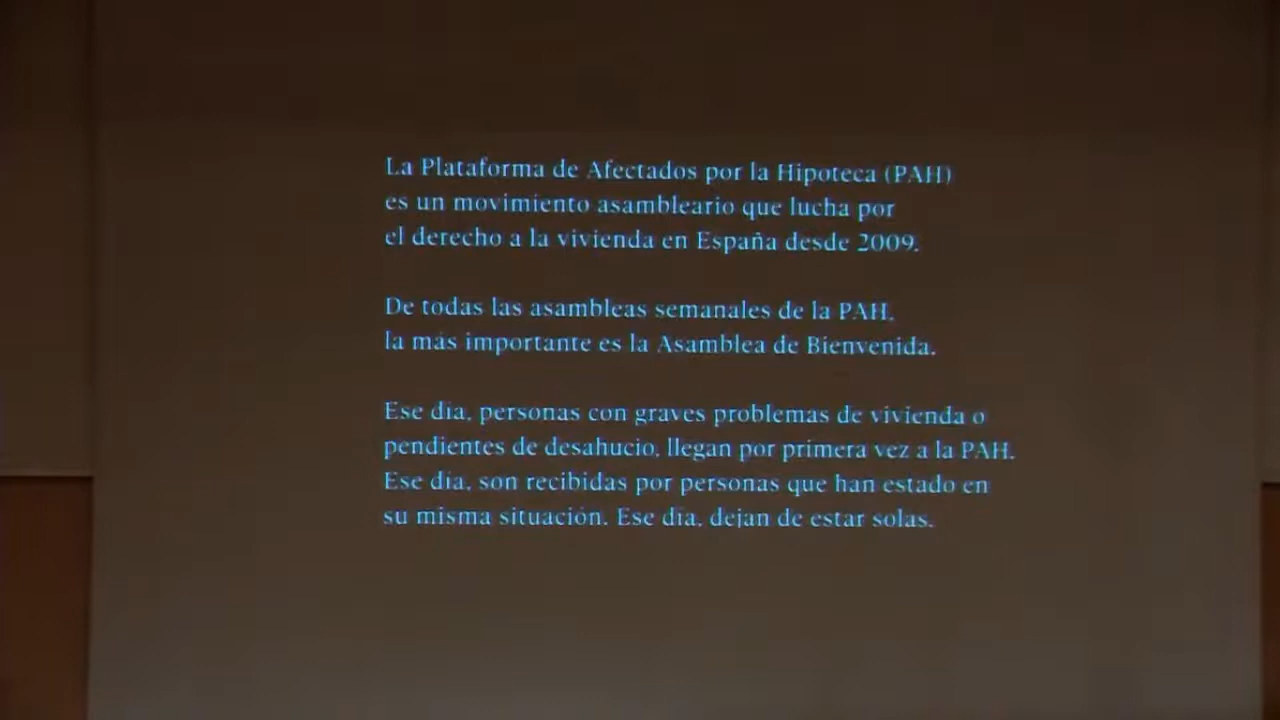 La Plataforma de Afectados por la Hipoteca (PAH)
es un movimiento asambleario que lucha por
el derecho a la vivienda en España desde 2009.
De todas las asambleas semanales de la PAH,
la más importante es la Asamblea de Bienvenida.
Ese día, personas con graves problemas de vivienda o
pendientes de desahucio, llegan por primera vez a la PAH.
Ese día, son recibidas por personas que han estado en
su misma situación. Ese día, dejan de estar solas.